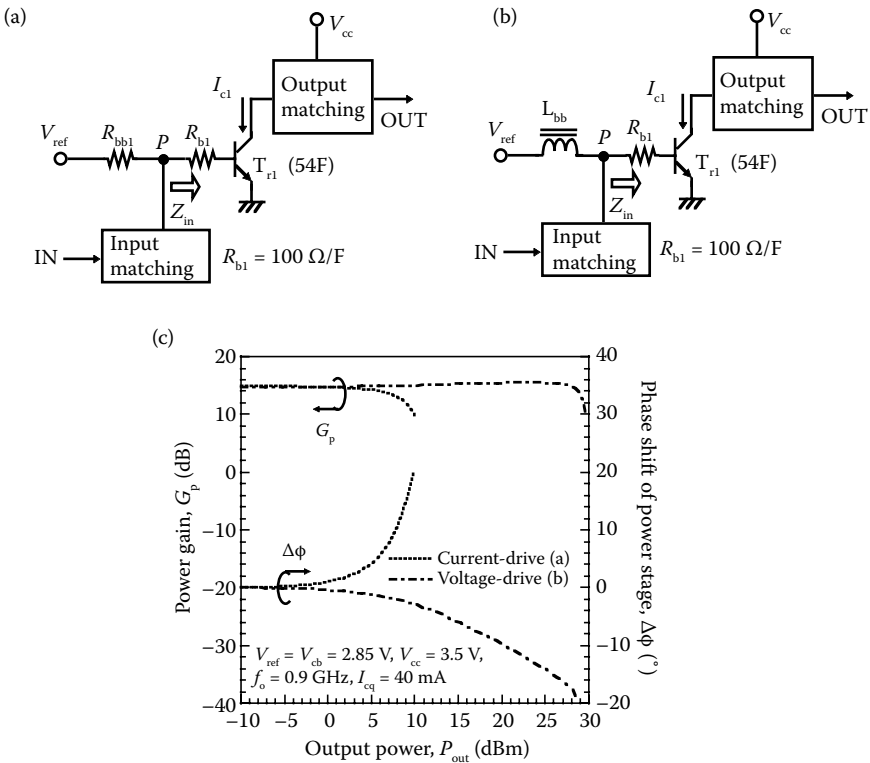 (a)
V_cc
Output
matching
I_c1
OUT
V_ref
R_bb1
P
R_b1
T_r1 (54F)
Z_in
IN
Input
matching
R_b1 = 100 Ω/F
(b)
V_cc
Output
matching
I_c1
OUT
L_bb
V_ref
P
R_b1
T_r1 (54F)
Z_in
IN
Input
matching
R_b1 = 100 Ω/F
(c)
20
10
0
−10
−20
−30
−40
Power gain, G_p (dB)
40
30
20
10
0
−10
−20
Phase shift of power stage, Δϕ (°)
G_p
Δϕ
Current-drive (a)
Voltage-drive (b)
V_ref = V_cb = 2.85 V, V_cc = 3.5 V,
f_o = 0.9 GHz, I_cq = 40 mA
−10
−5
0
5
10
15
20
25
30
Output power, P_out (dBm)